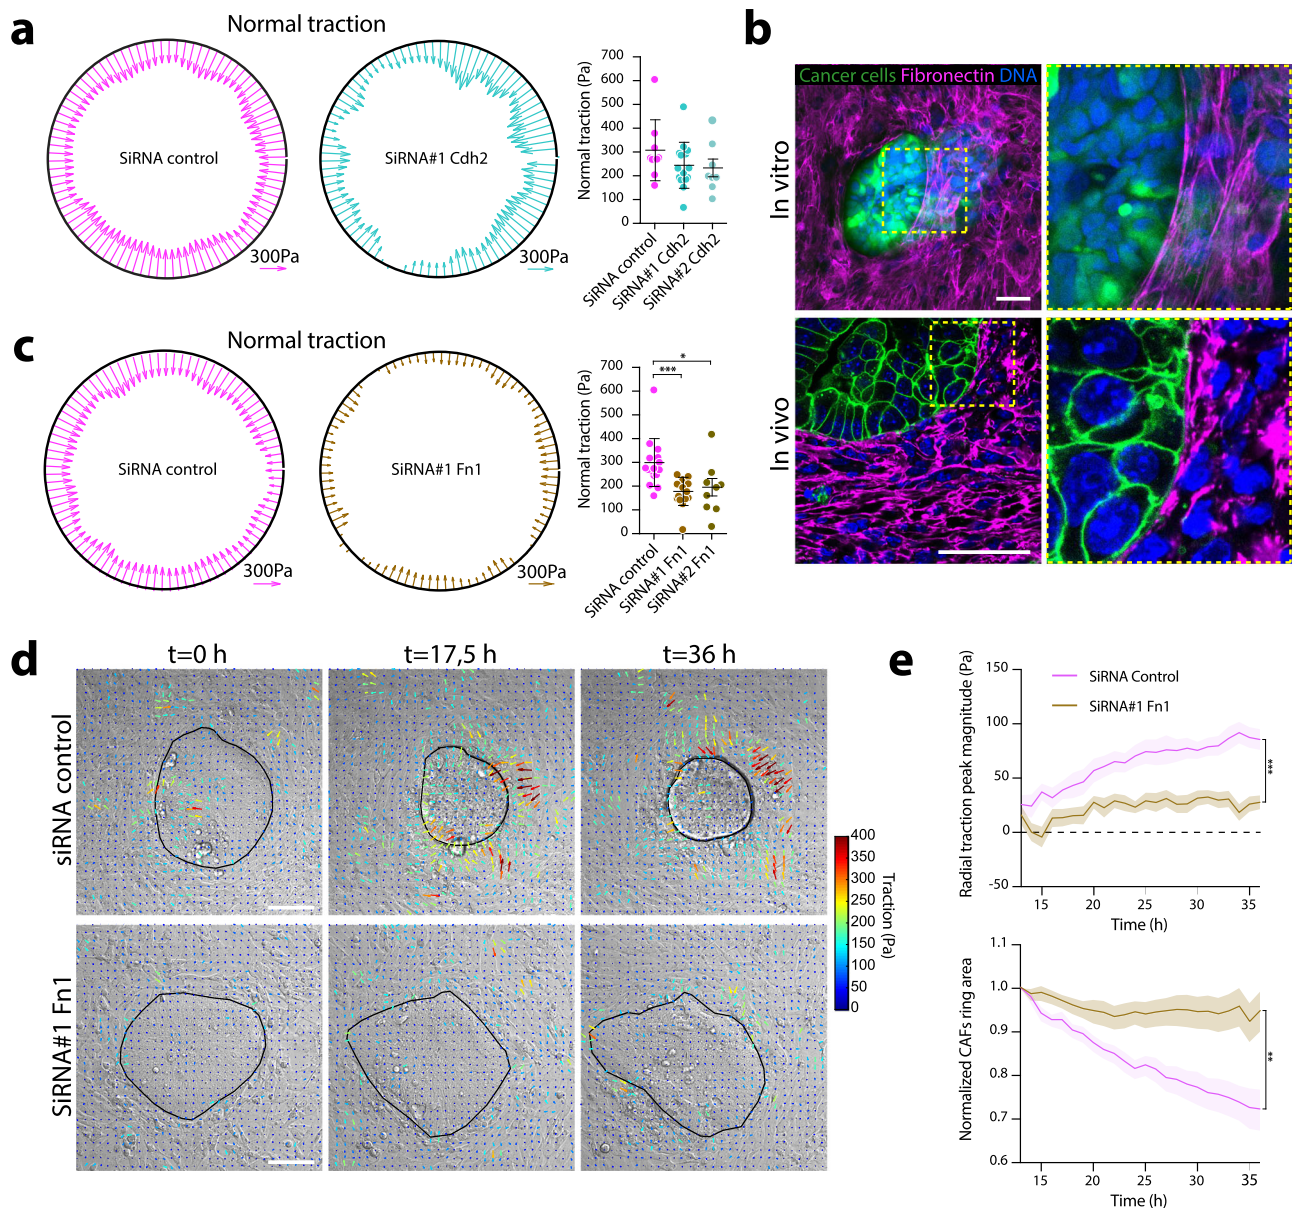 a
Normal traction
SiRNA control
300Pa
SiRNA#1 Cdh2
300Pa
Normal traction (Pa)
700
600
500
400
300
200
100
0
SiRNA control
SiRNA#1 Cdh2
SiRNA#2 Cdh2
b
Cancer cells Fibronectin DNA
In vitro
In vivo
c
Normal traction
SiRNA control
300Pa
SiRNA#1 Fn1
300Pa
Normal traction (Pa)
700
600
500
400
300
200
100
0
*
***
SiRNA control
SiRNA#1 Fn1
SiRNA#2 Fn1
d
t=0 h
t=17,5 h
t=36 h
siRNA control
SiRNA#1 Fn1
400
350
300
250
200
150
100
50
0
Traction (Pa)
e
Radial traction peak magnitude (Pa)
150
100
50
0
-50
SiRNA Control
SiRNA#1 Fn1
***
15
20
25
30
35
Time (h)
Normalized CAFs ring area
1.1
1.0
0.9
0.8
0.7
0.6
**
15
20
25
30
35
Time (h)